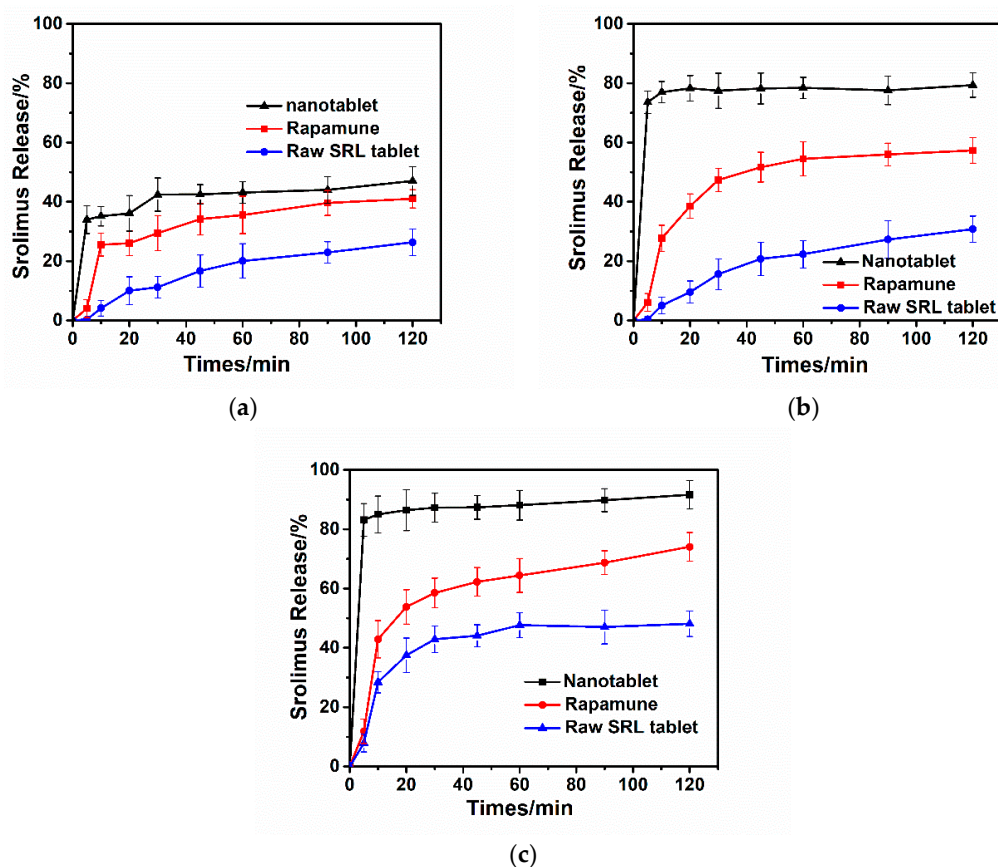 100
80
60
40
20
0
Srolimus Release/%
nanotablet
Rapamune
Raw SRL tablet
0 20 40 60 80 100 120
Times/min
(a)
100
80
60
40
20
0
Srolimus Release/%
Nanotablet
Rapamune
Raw SRL tablet
0 20 40 60 80 100 120
Times/min
(b)
100
80
60
40
20
0
Srolimus Release/%
Nanotablet
Rapamune
Raw SRL tablet
0 20 40 60 80 100 120
Times/min
(c)